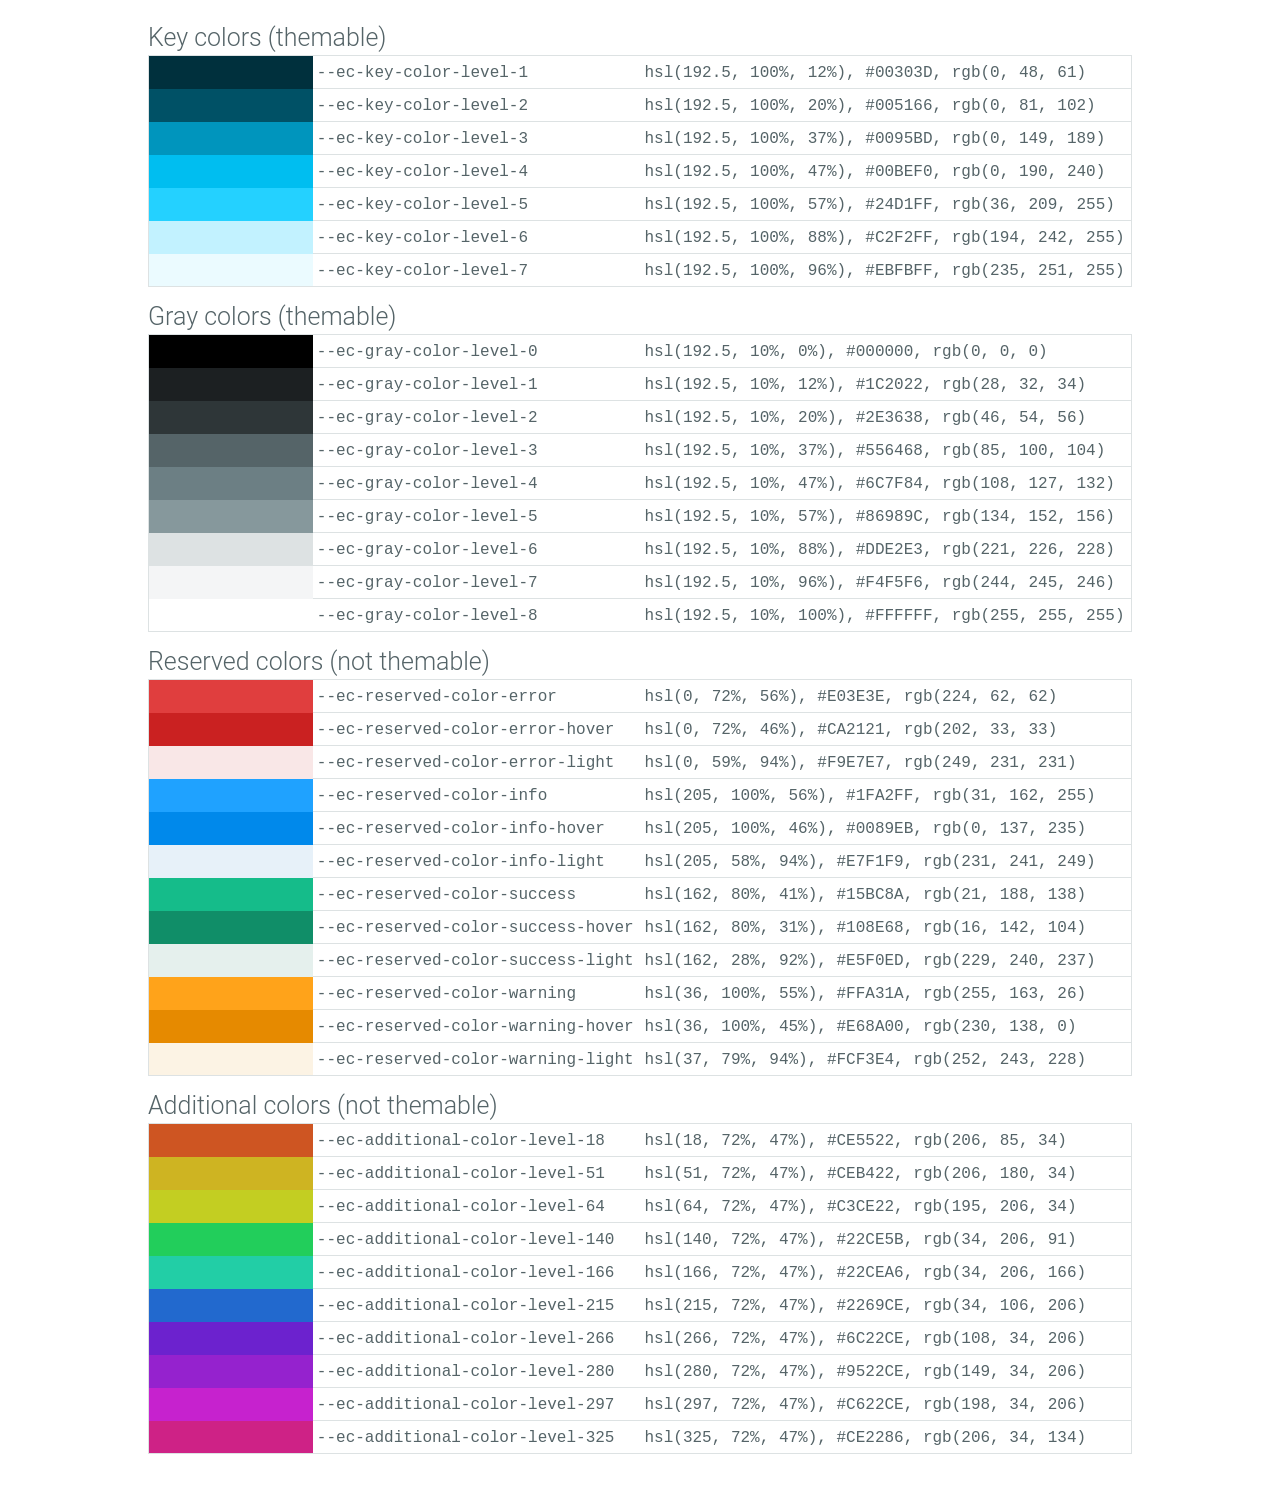 Key colors (themable)
--ec-key-color-level-1 hsl(192.5, 100%, 12%), #00303D, rgb(0, 48, 61)
--ec-key-color-level-2 hsl(192.5, 100%, 20%), #005166, rgb(0, 81, 102)
--ec-key-color-level-3 hsl(192.5, 100%, 37%), #0095BD, rgb(0, 149, 189)
--ec-key-color-level-4 hsl(192.5, 100%, 47%), #00BEF0, rgb(0, 190, 240)
--ec-key-color-level-5 hsl(192.5, 100%, 57%), #24D1FF, rgb(36, 209, 255)
--ec-key-color-level-6 hsl(192.5, 100%, 88%), #C2F2FF, rgb(194, 242, 255)
--ec-key-color-level-7 hsl(192.5, 100%, 96%), #EBFBFF, rgb(235, 251, 255)
Gray colors (themable)
--ec-gray-color-level-0 hsl(192.5, 10%, 0%), #000000, rgb(0, 0, 0)
--ec-gray-color-level-1 hsl(192.5, 10%, 12%), #1C2022, rgb(28, 32, 34)
--ec-gray-color-level-2 hsl(192.5, 10%, 20%), #2E3638, rgb(46, 54, 56)
--ec-gray-color-level-3 hsl(192.5, 10%, 37%), #556468, rgb(85, 100, 104)
--ec-gray-color-level-4 hsl(192.5, 10%, 47%), #6C7F84, rgb(108, 127, 132)
--ec-gray-color-level-5 hsl(192.5, 10%, 57%), #86989C, rgb(134, 152, 156)
--ec-gray-color-level-6 hsl(192.5, 10%, 88%), #DDE2E3, rgb(221, 226, 228)
--ec-gray-color-level-7 hsl(192.5, 10%, 96%), #F4F5F6, rgb(244, 245, 246)
--ec-gray-color-level-8 hsl(192.5, 10%, 100%), #FFFFFF, rgb(255, 255, 255)
Reserved colors (not themable)
--ec-reserved-color-error hsl(0, 72%, 56%), #E03E3E, rgb(224, 62, 62)
--ec-reserved-color-error-hover hsl(0, 72%, 46%), #CA2121, rgb(202, 33, 33)
--ec-reserved-color-error-light hsl(0, 59%, 94%), #F9E7E7, rgb(249, 231, 231)
--ec-reserved-color-info hsl(205, 100%, 56%), #1FA2FF, rgb(31, 162, 255)
--ec-reserved-color-info-hover hsl(205, 100%, 46%), #0089EB, rgb(0, 137, 235)
--ec-reserved-color-info-light hsl(205, 58%, 94%), #E7F1F9, rgb(231, 241, 249)
--ec-reserved-color-success hsl(162, 80%, 41%), #15BC8A, rgb(21, 188, 138)
--ec-reserved-color-success-hover hsl(162, 80%, 31%), #108E68, rgb(16, 142, 104)
--ec-reserved-color-success-light hsl(162, 28%, 92%), #E5F0ED, rgb(229, 240, 237)
--ec-reserved-color-warning hsl(36, 100%, 55%), #FFA31A, rgb(255, 163, 26)
--ec-reserved-color-warning-hover hsl(36, 100%, 45%), #E68A00, rgb(230, 138, 0)
--ec-reserved-color-warning-light hsl(37, 79%, 94%), #FCF3E4, rgb(252, 243, 228)
Additional colors (not themable)
--ec-additional-color-level-18 hsl(18, 72%, 47%), #CE5522, rgb(206, 85, 34)
--ec-additional-color-level-51 hsl(51, 72%, 47%), #CEB422, rgb(206, 180, 34)
--ec-additional-color-level-64 hsl(64, 72%, 47%), #C3CE22, rgb(195, 206, 34)
--ec-additional-color-level-140 hsl(140, 72%, 47%), #22CE5B, rgb(34, 206, 91)
--ec-additional-color-level-166 hsl(166, 72%, 47%), #22CEA6, rgb(34, 206, 166)
--ec-additional-color-level-215 hsl(215, 72%, 47%), #2269CE, rgb(34, 106, 206)
--ec-additional-color-level-266 hsl(266, 72%, 47%), #6C22CE, rgb(108, 34, 206)
--ec-additional-color-level-280 hsl(280, 72%, 47%), #9522CE, rgb(149, 34, 206)
--ec-additional-color-level-297 hsl(297, 72%, 47%), #C622CE, rgb(198, 34, 206)
--ec-additional-color-level-325 hsl(325, 72%, 47%), #CE2286, rgb(206, 34, 134)